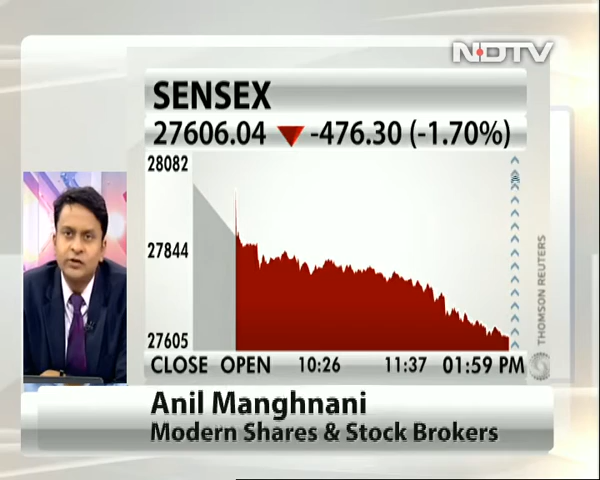 NDTV
SENSEX
27606.04 -476.30 (-1.70%)
28082
27844
27605
CLOSE OPEN 10:26 11:37 01:59 PM
THOMSON REUTERS
Anil Manghnani
Modern Shares & Stock Brokers